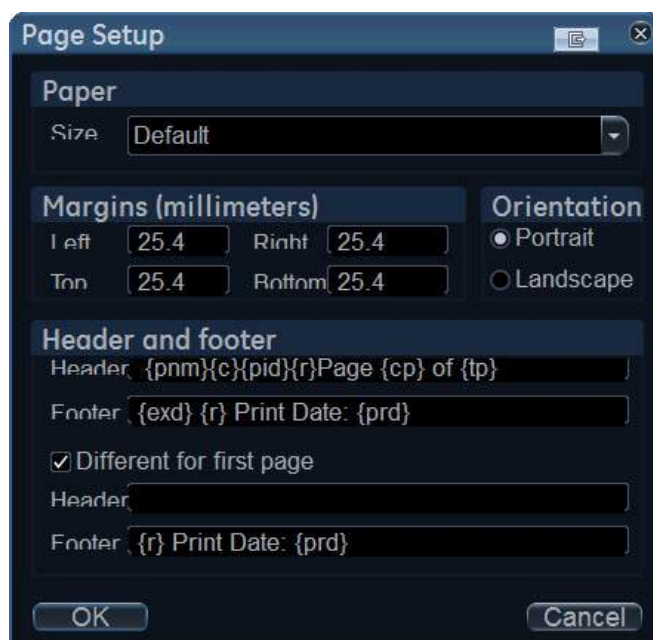 Page Setup
Paper
Size Default
Margins (millimeters) Orientation
Left 25.4 Right 25.4 Portrait
Top 25.4 Bottom 25.4 Landscape
Header and footer
Header {pnm}{c}{pid}{r}Page {cp} of {tp}
Footer {exd} {r} Print Date: {prd}
Different for first page
Header
Footer {r} Print Date: {prd}
OK Cancel